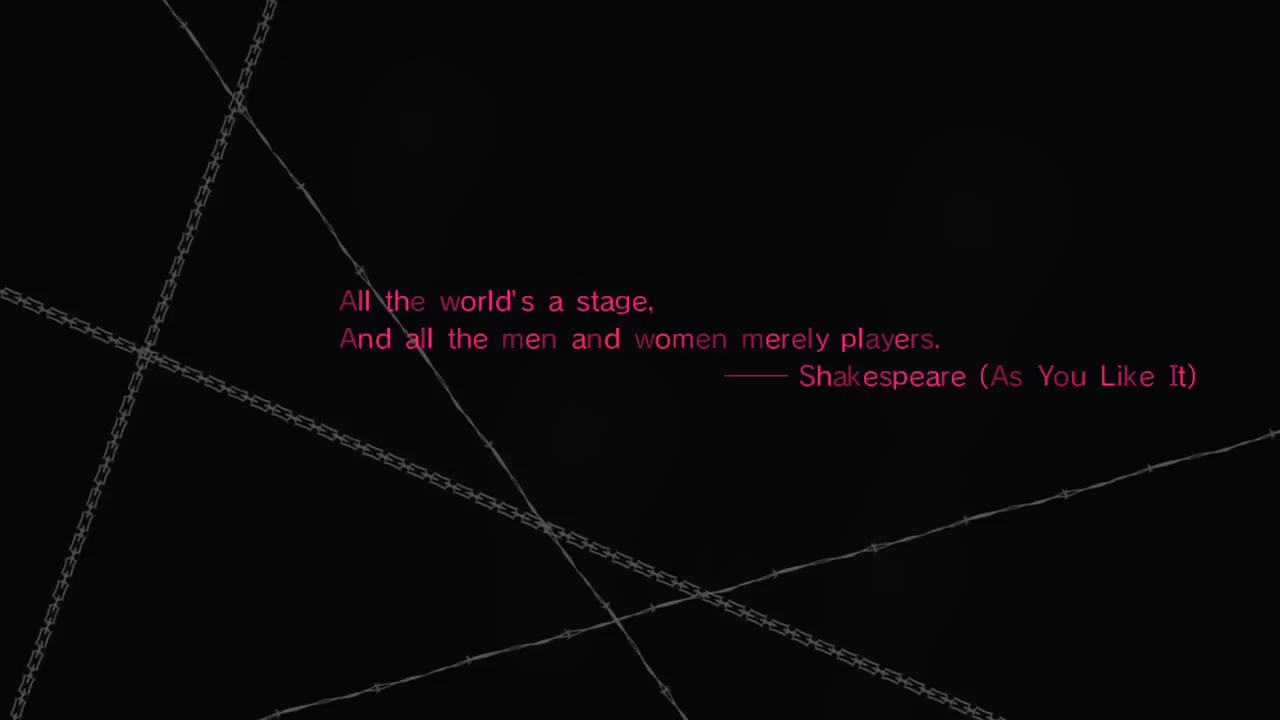 All the world's a stage,
And all the men and women merely players.
—— Shakespeare (As You Like It)